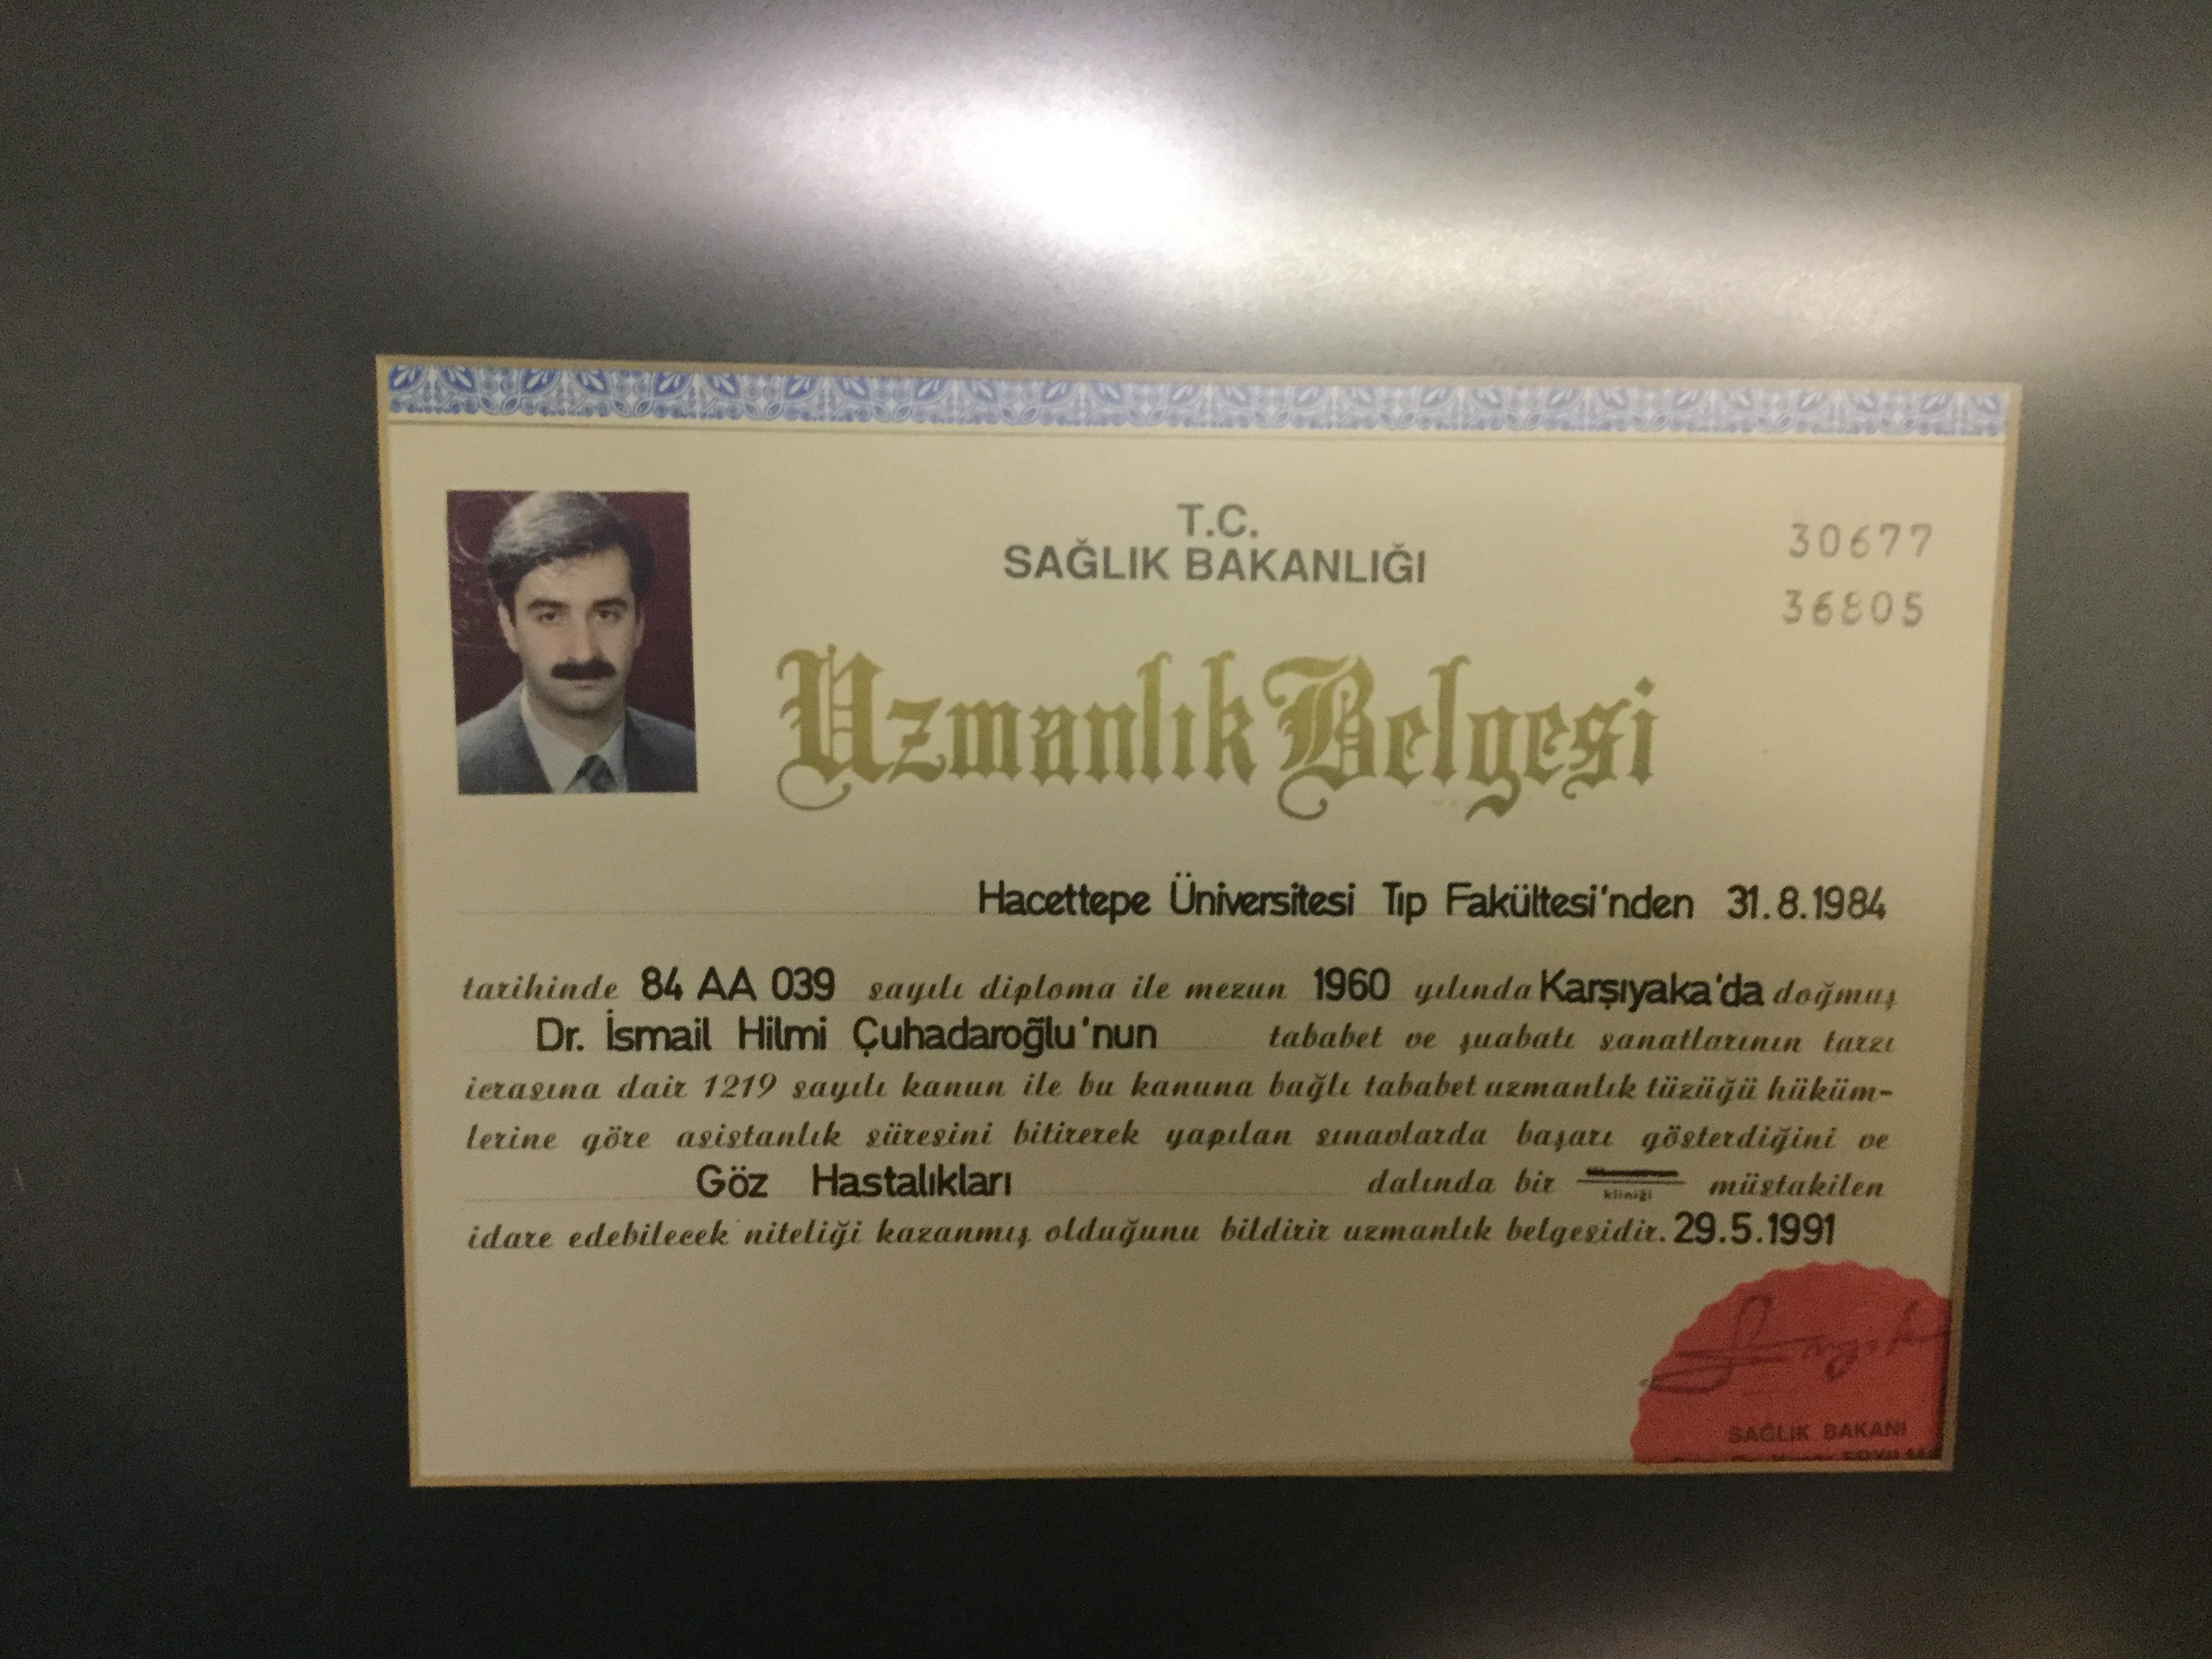 T.C.
SAĞLIK BAKANLIĞI
30677
36805
Uzmanlık Belgesi
Hacettepe Üniversitesi Tıp Fakültesi'nden 31.8.1984
tarihinde 84 AA 039 sayılı diploma ile mezun 1960 yılında Karşıyaka'da doğmuş
Dr. İsmail Hilmi Çuhadaroğlu'nun tababet ve şuabatı sanatlarının tarzı
icrasına dair 1219 sayılı kanun ile bu kanuna bağlı tababet uzmanlık tüzüğü hüküm-
lerine göre asistanlık süresini bitirerek yapılan sınavlarda başarı gösterdiğini ve
Göz Hastalıkları dalında bir kliniği müstakilen
idare edebilecek niteliği kazanmış olduğunu bildirir uzmanlık belgesidir. 29.5.1991
SAĞLIK BAKANI